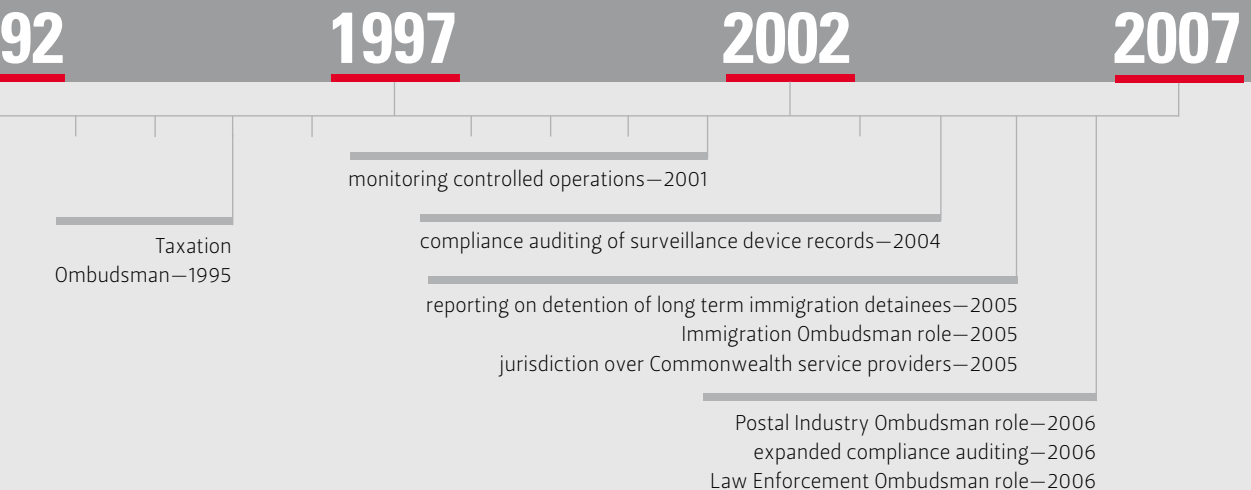 92 1997 2002 2007
monitoring controlled operations—2001
compliance auditing of surveillance device records—2004
Taxation
Ombudsman—1995
reporting on detention of long term immigration detainees—2005
Immigration Ombudsman role—2005
jurisdiction over Commonwealth service providers—2005
Postal Industry Ombudsman role—2006
expanded compliance auditing—2006
Law Enforcement Ombudsman role—2006